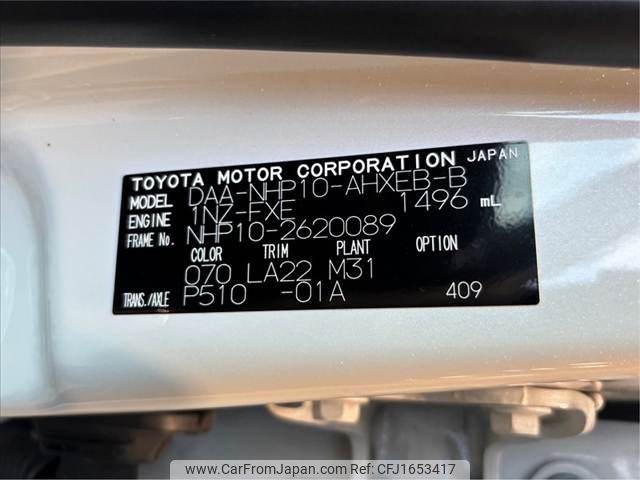 TOYOTA MOTOR CORPORATION JAPAN
MODEL DAA-NHP10-AHXEB-B
ENGINE 1NZ-FXE 1496 mL
FRAME No. NHP10-2620089
COLOR TRIM PLANT OPTION
070 LA22 M31
TRANS./AXLE P510 -01A 409
www.CarFromJapan.com Ref:CFJ1653417